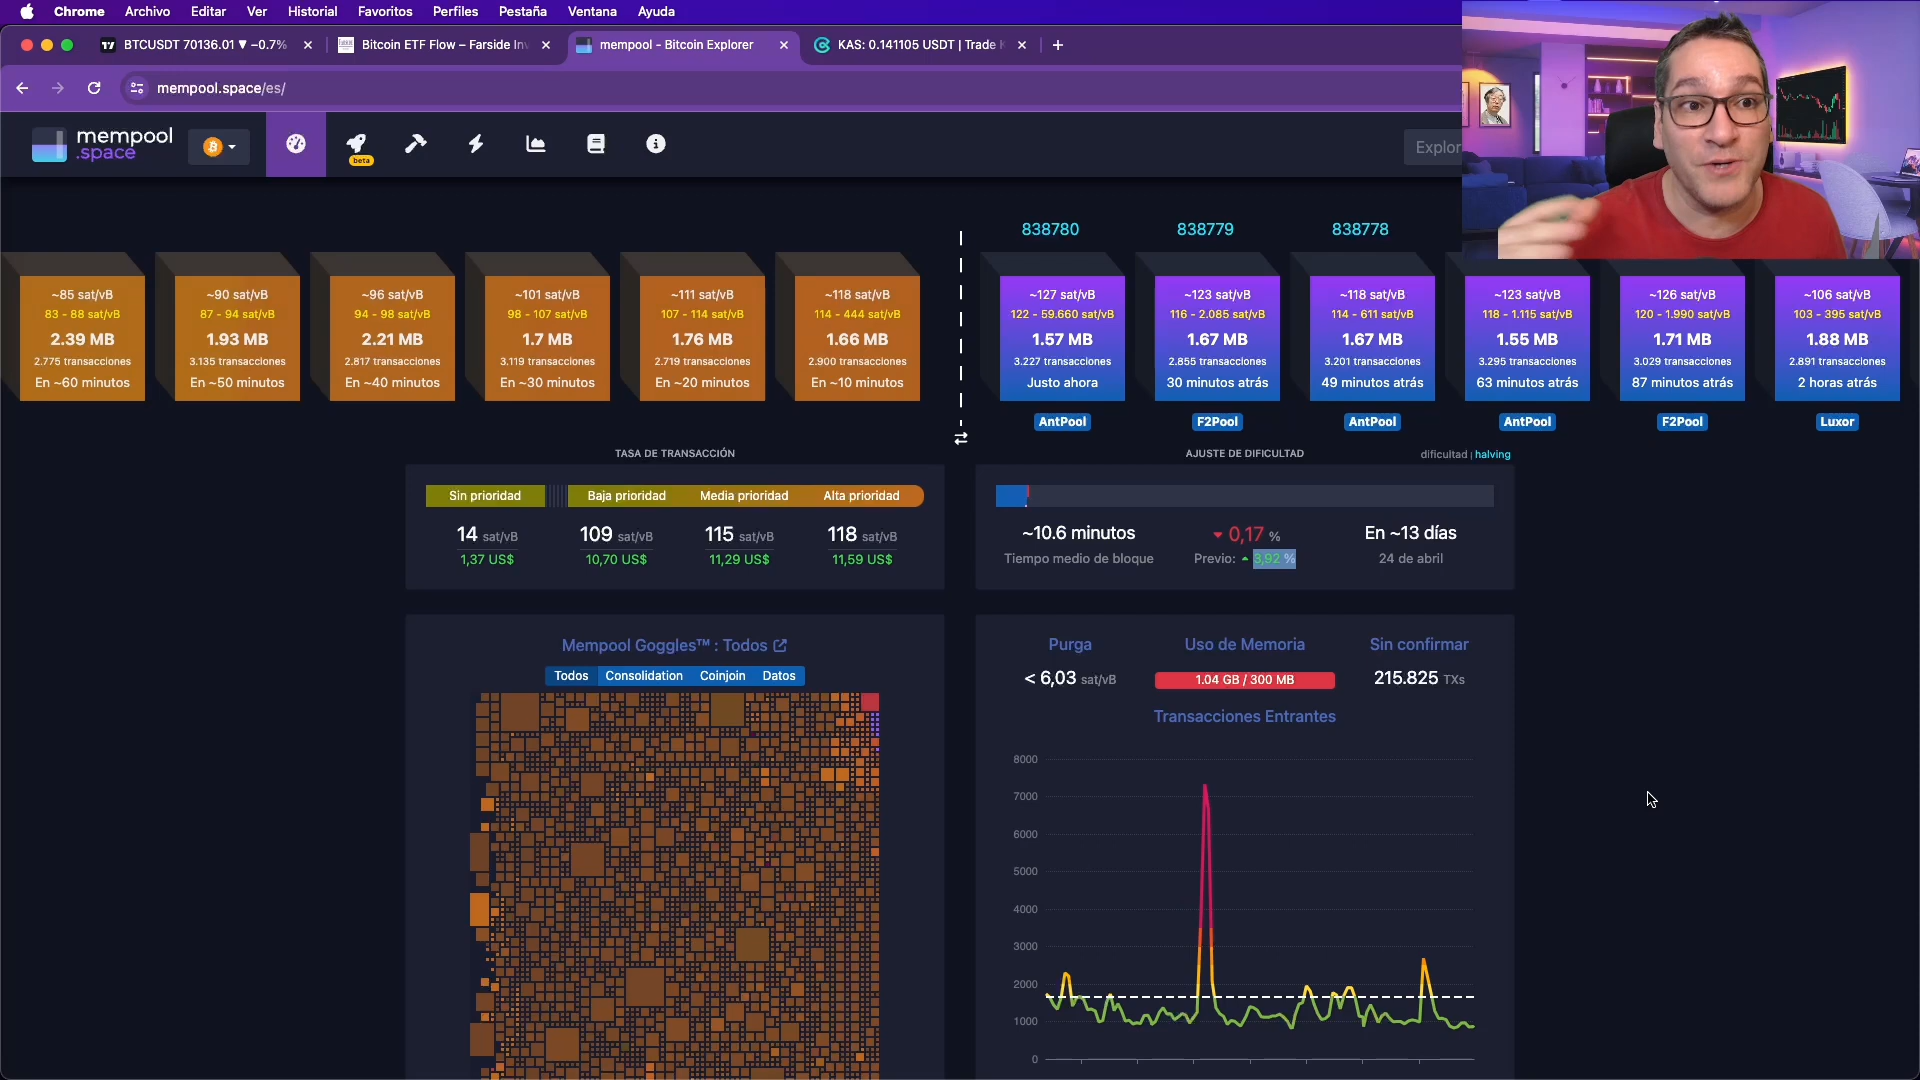 Chrome Archivo Editar Ver Historial Favoritos Perfiles Pestaña Ventana Ayuda
BTCUSDT 70136.01 ▼ −0.7% Bitcoin ETF Flow – Farside Inv mempool - Bitcoin Explorer KAS: 0.141105 USDT | Trade K
mempool.space/es/
mempool
.space
beta
Explor
838780 838779 838778
~85 sat/vB ~90 sat/vB ~96 sat/vB ~101 sat/vB ~111 sat/vB ~118 sat/vB ~127 sat/vB ~123 sat/vB ~118 sat/vB ~123 sat/vB ~126 sat/vB ~106 sat/vB
83 - 88 sat/vB 87 - 94 sat/vB 94 - 98 sat/vB 98 - 107 sat/vB 107 - 114 sat/vB 114 - 444 sat/vB 122 - 59.660 sat/vB 116 - 2.085 sat/vB 114 - 611 sat/vB 118 - 1.115 sat/vB 120 - 1.990 sat/vB 103 - 395 sat/vB
2.39 MB 1.93 MB 2.21 MB 1.7 MB 1.76 MB 1.66 MB 1.57 MB 1.67 MB 1.67 MB 1.55 MB 1.71 MB 1.88 MB
2.775 transacciones 3.135 transacciones 2.817 transacciones 3.119 transacciones 2.719 transacciones 2.900 transacciones 3.227 transacciones 2.855 transacciones 3.201 transacciones 3.295 transacciones 3.029 transacciones 2.891 transacciones
En ~60 minutos En ~50 minutos En ~40 minutos En ~30 minutos En ~20 minutos En ~10 minutos Justo ahora 30 minutos atrás 49 minutos atrás 63 minutos atrás 87 minutos atrás 2 horas atrás
AntPool F2Pool AntPool AntPool F2Pool Luxor
TASA DE TRANSACCIÓN
Sin prioridad Baja prioridad Media prioridad Alta prioridad
14 sat/vB 109 sat/vB 115 sat/vB 118 sat/vB
1,37 US$ 10,70 US$ 11,29 US$ 11,59 US$
AJUSTE DE DIFICULTAD dificultad | halving
~10.6 minutos 0,17 % En ~13 días
Tiempo medio de bloque Previo: 3,92 % 24 de abril
Mempool Goggles™ : Todos
Todos Consolidation Coinjoin Datos
Purga Uso de Memoria Sin confirmar
< 6,03 sat/vB 1.04 GB / 300 MB 215.825 TXs
Transacciones Entrantes
8000
7000
6000
5000
4000
3000
2000
1000
0